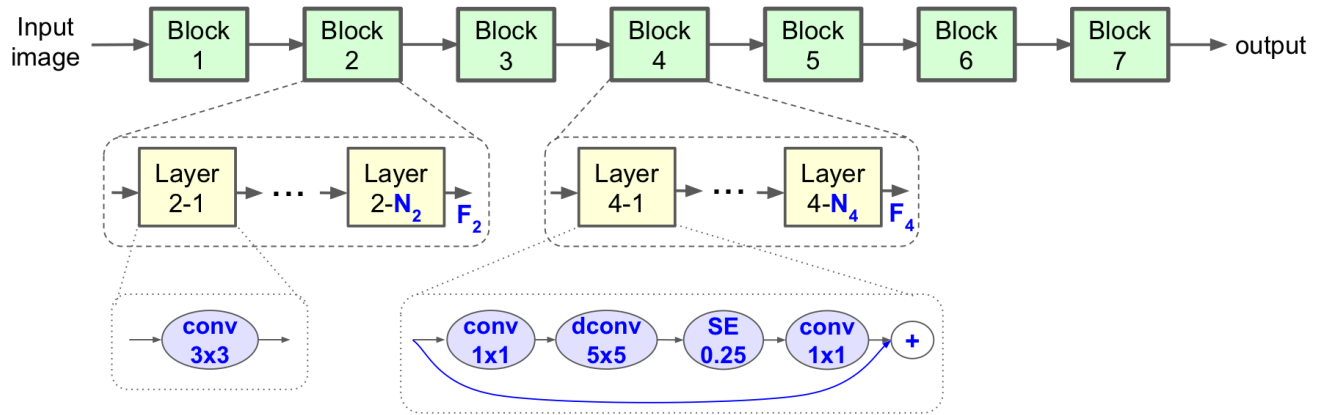 Input
image
Block
1
Block
2
Block
3
Block
4
Block
5
Block
6
Block
7
output
Layer
2-1
...
Layer
2-N2
F2
Layer
4-1
...
Layer
4-N4
F4
conv
3x3
conv
1x1
dconv
5x5
SE
0.25
conv
1x1
+